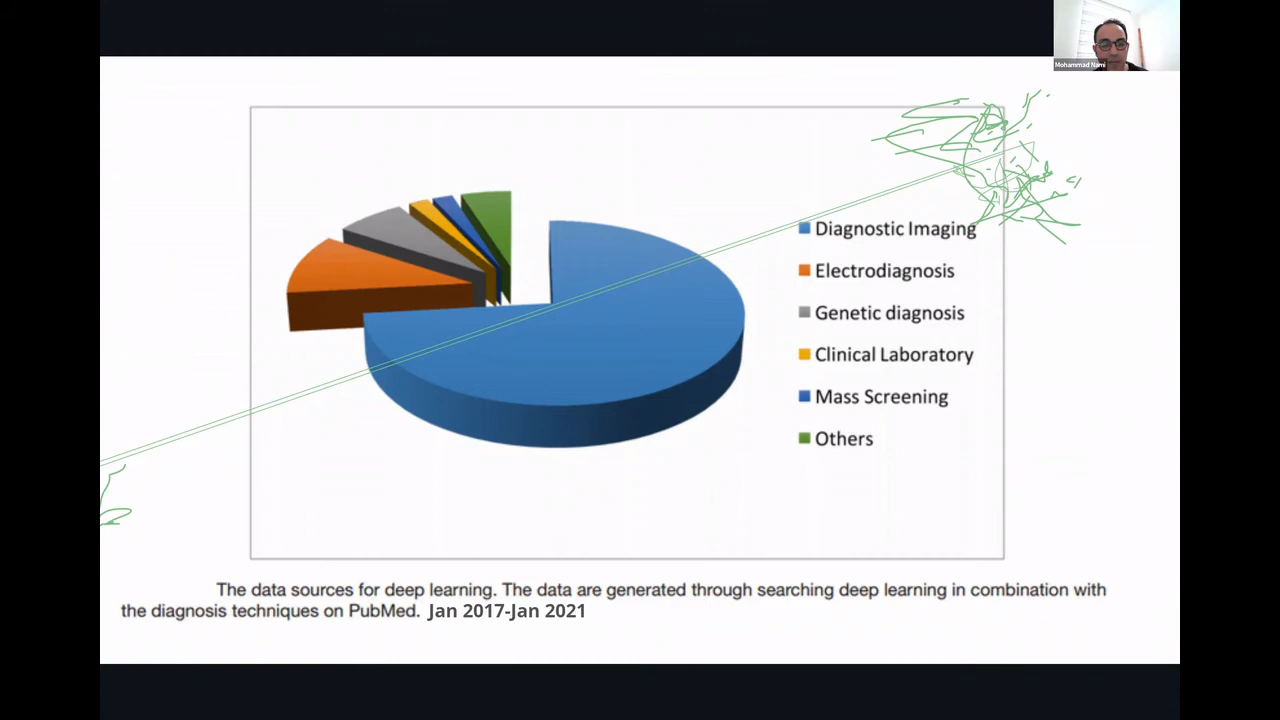 Mohammad Nami
Diagnostic Imaging
Electrodiagnosis
Genetic diagnosis
Clinical Laboratory
Mass Screening
Others
The data sources for deep learning. The data are generated through searching deep learning in combination with
the diagnosis techniques on PubMed. Jan 2017-Jan 2021